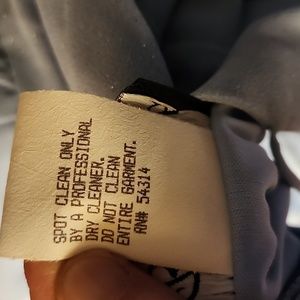 SPOT CLEAN ONLY
BY A PROFESSIONAL
DRY CLEANER.
DO NOT CLEAN
ENTIRE GARMENT.
RN# 54314